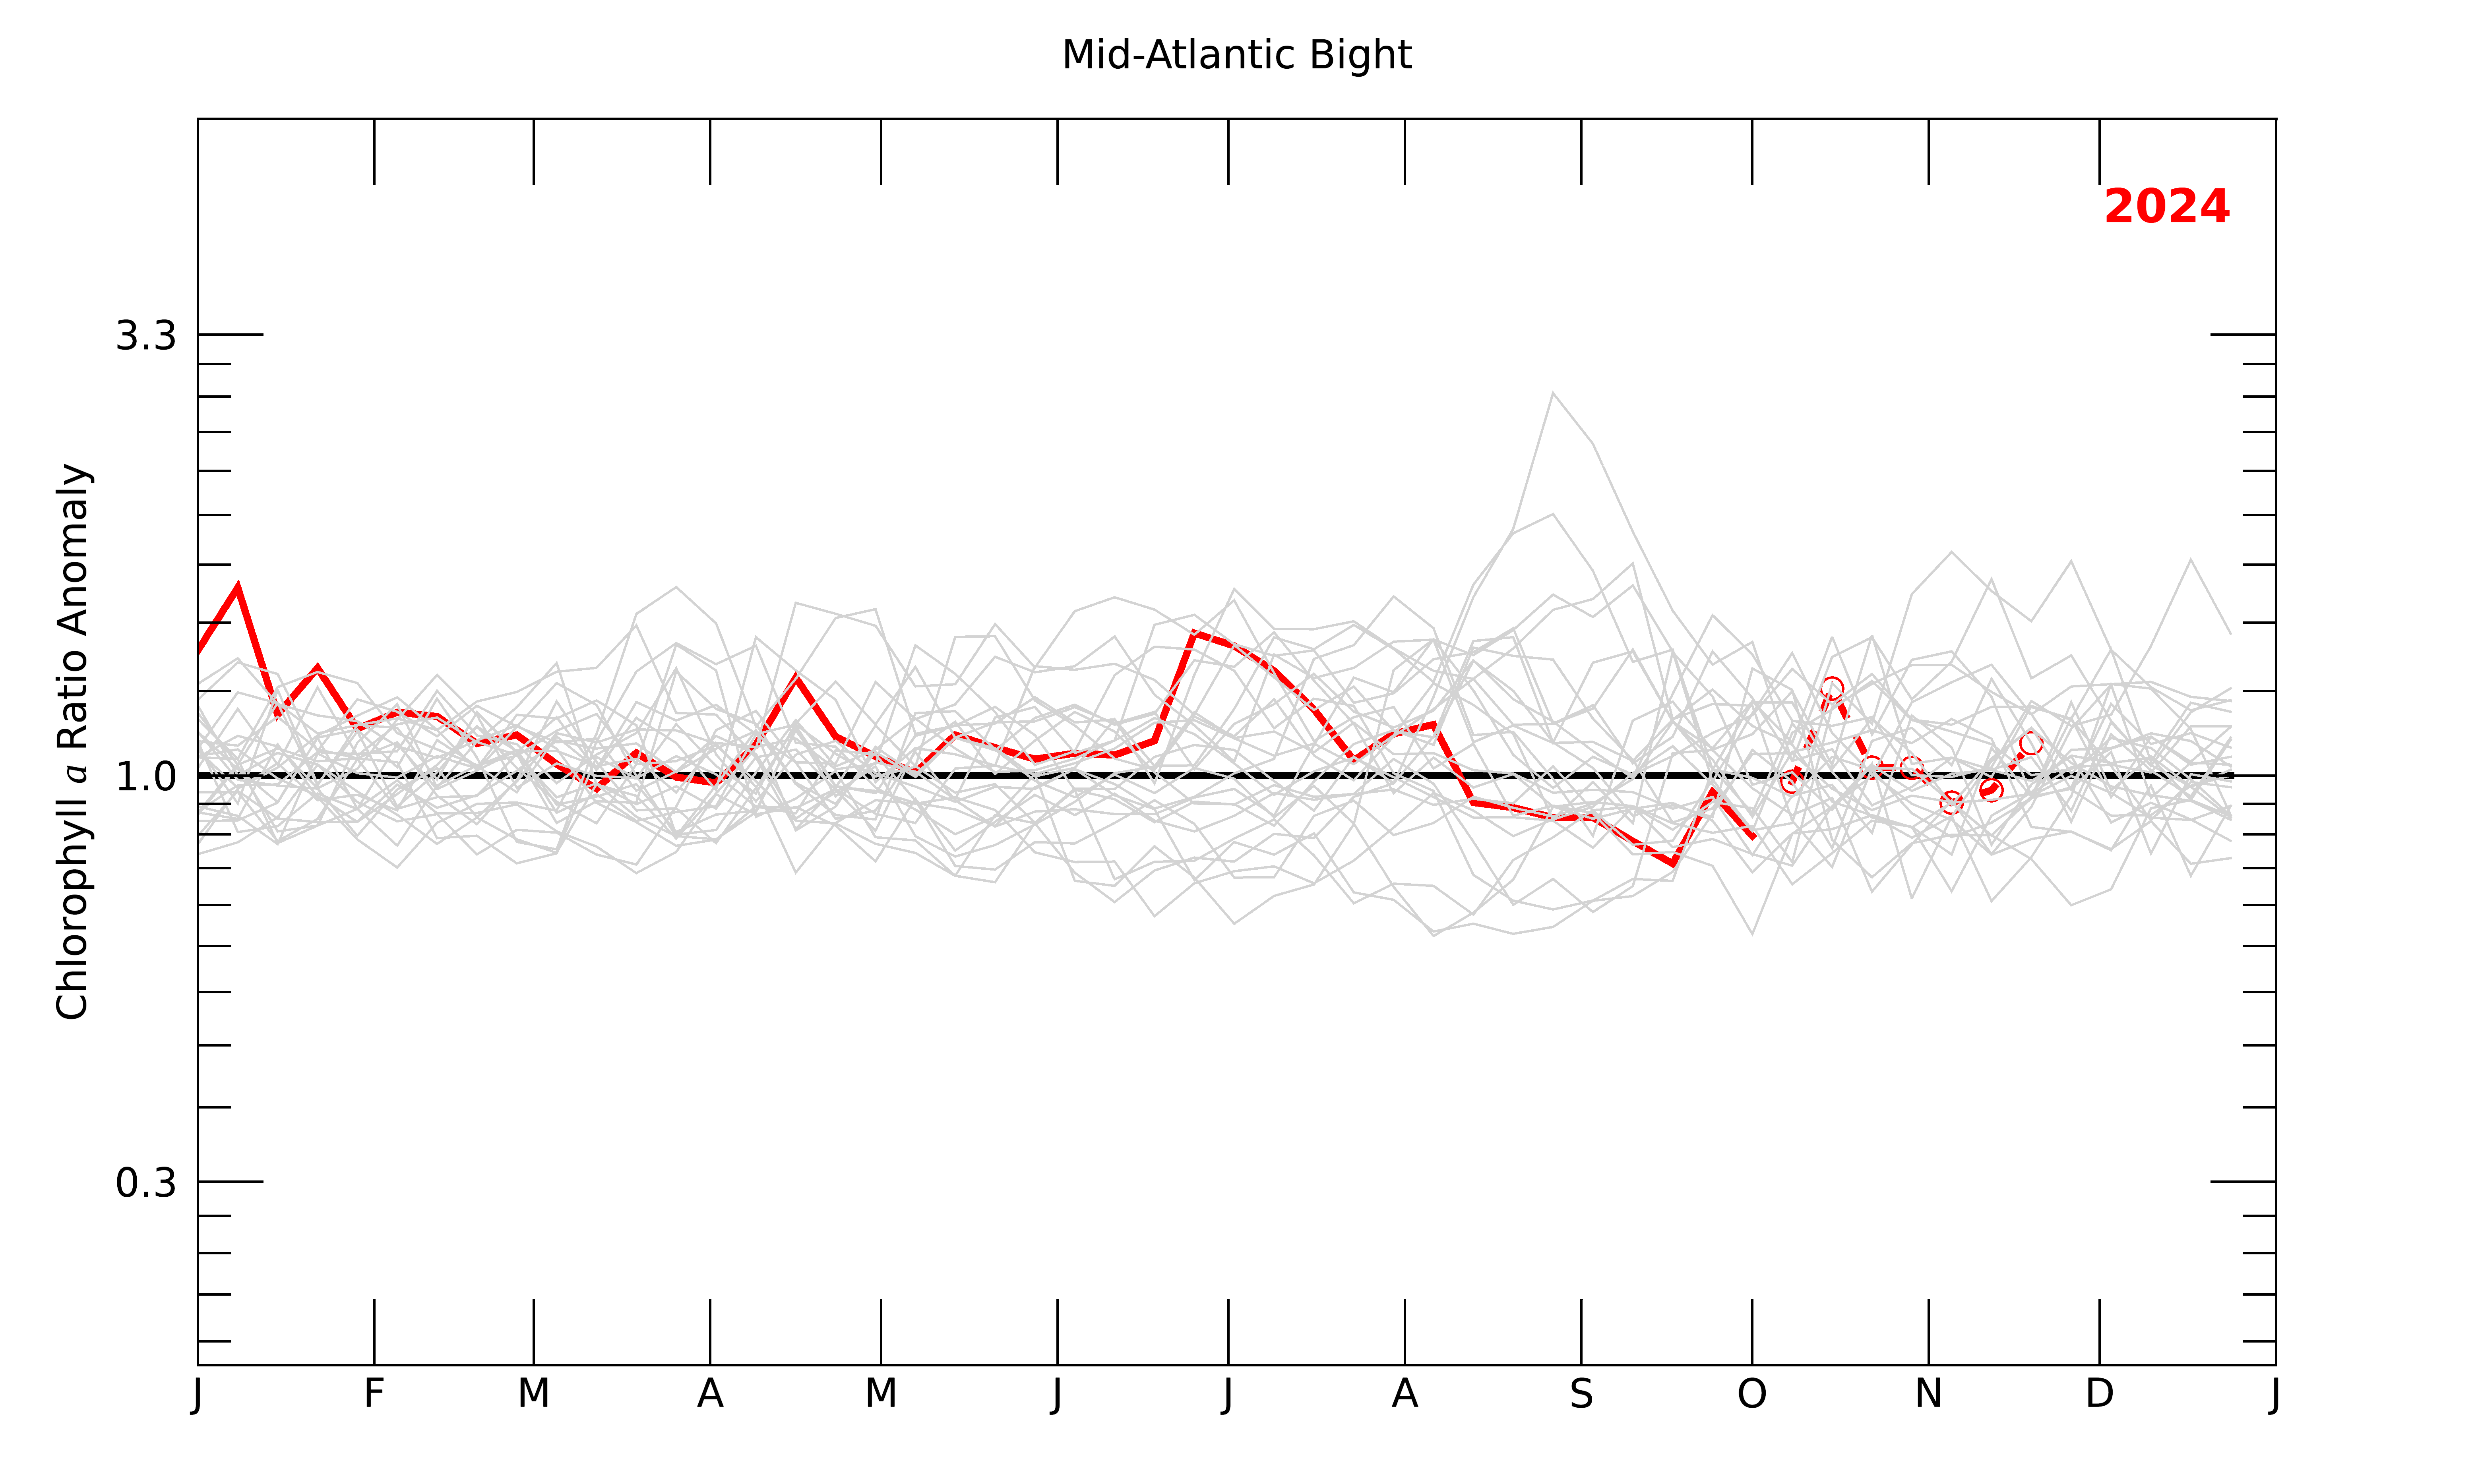 Mid-Atlantic Bight
2024
Chlorophyll a Ratio Anomaly
3.3
1.0
0.3
J F M A M J J A S O N D J